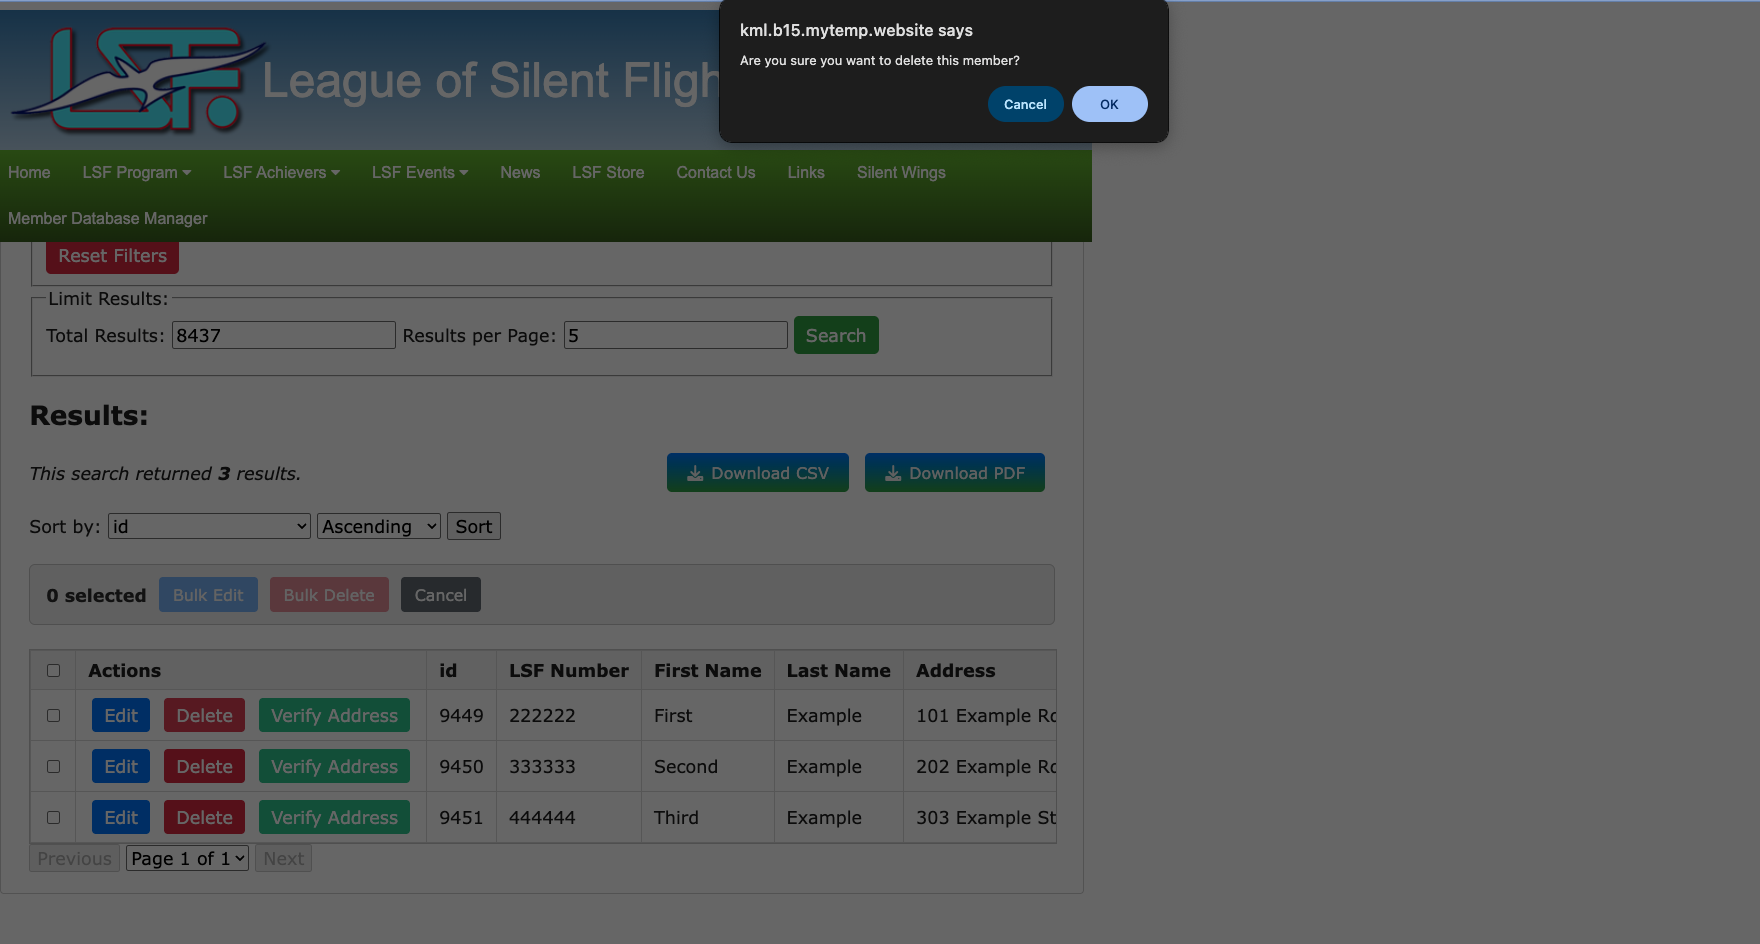 kml.b15.mytemp.website says
Are you sure you want to delete this member?
Cancel OK
LSF.
League of Silent Fligh
Home LSF Program LSF Achievers LSF Events News LSF Store Contact Us Links Silent Wings
Member Database Manager
Reset Filters
Limit Results:
Total Results: 8437 Results per Page: 5 Search
Results:
This search returned 3 results.
Download CSV Download PDF
Sort by: id Ascending Sort
0 selected Bulk Edit Bulk Delete Cancel
Actions id LSF Number First Name Last Name Address
Edit Delete Verify Address 9449 222222 First Example 101 Example Rd
Edit Delete Verify Address 9450 333333 Second Example 202 Example Rd
Edit Delete Verify Address 9451 444444 Third Example 303 Example St
Previous Page 1 of 1 Next